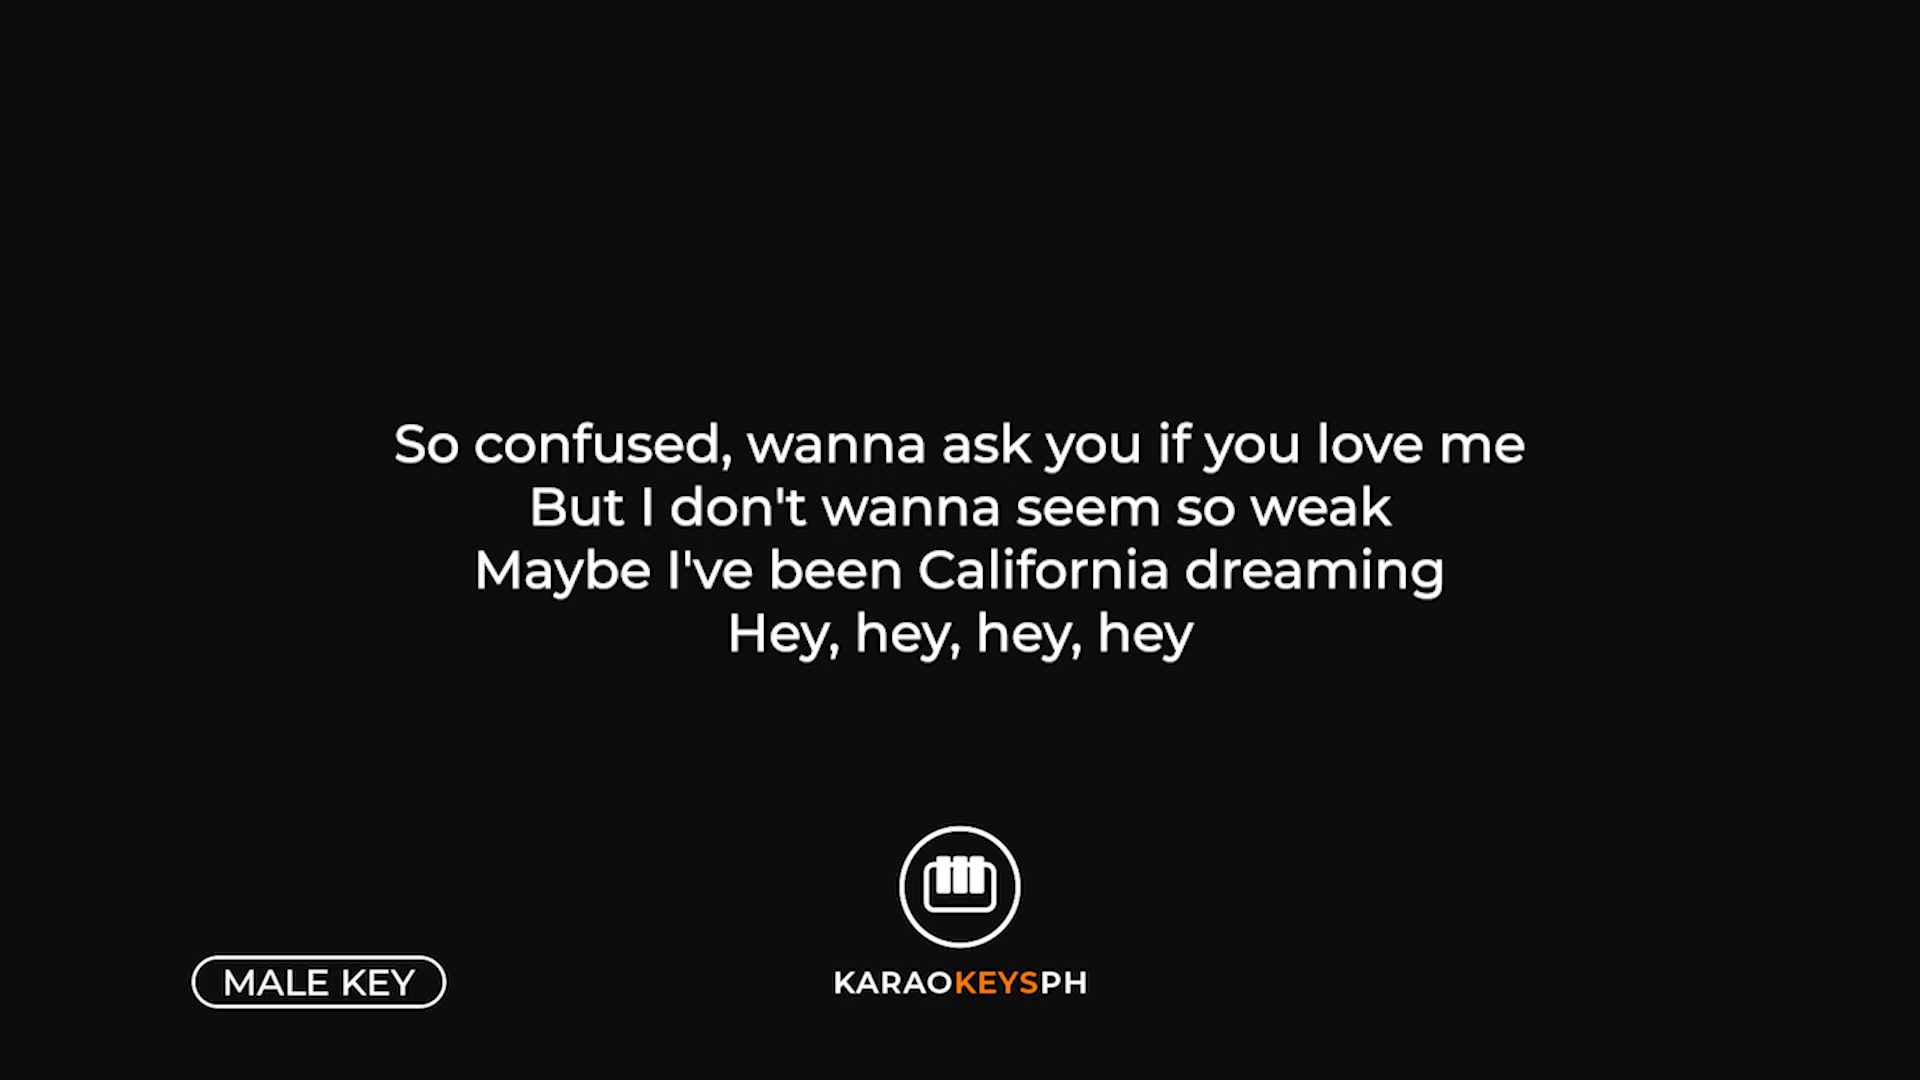 So confused, wanna ask you if you love me
But I don't wanna seem so weak
Maybe I've been California dreaming
Hey, hey, hey, hey
MALE KEY
KARAOKEYSPH